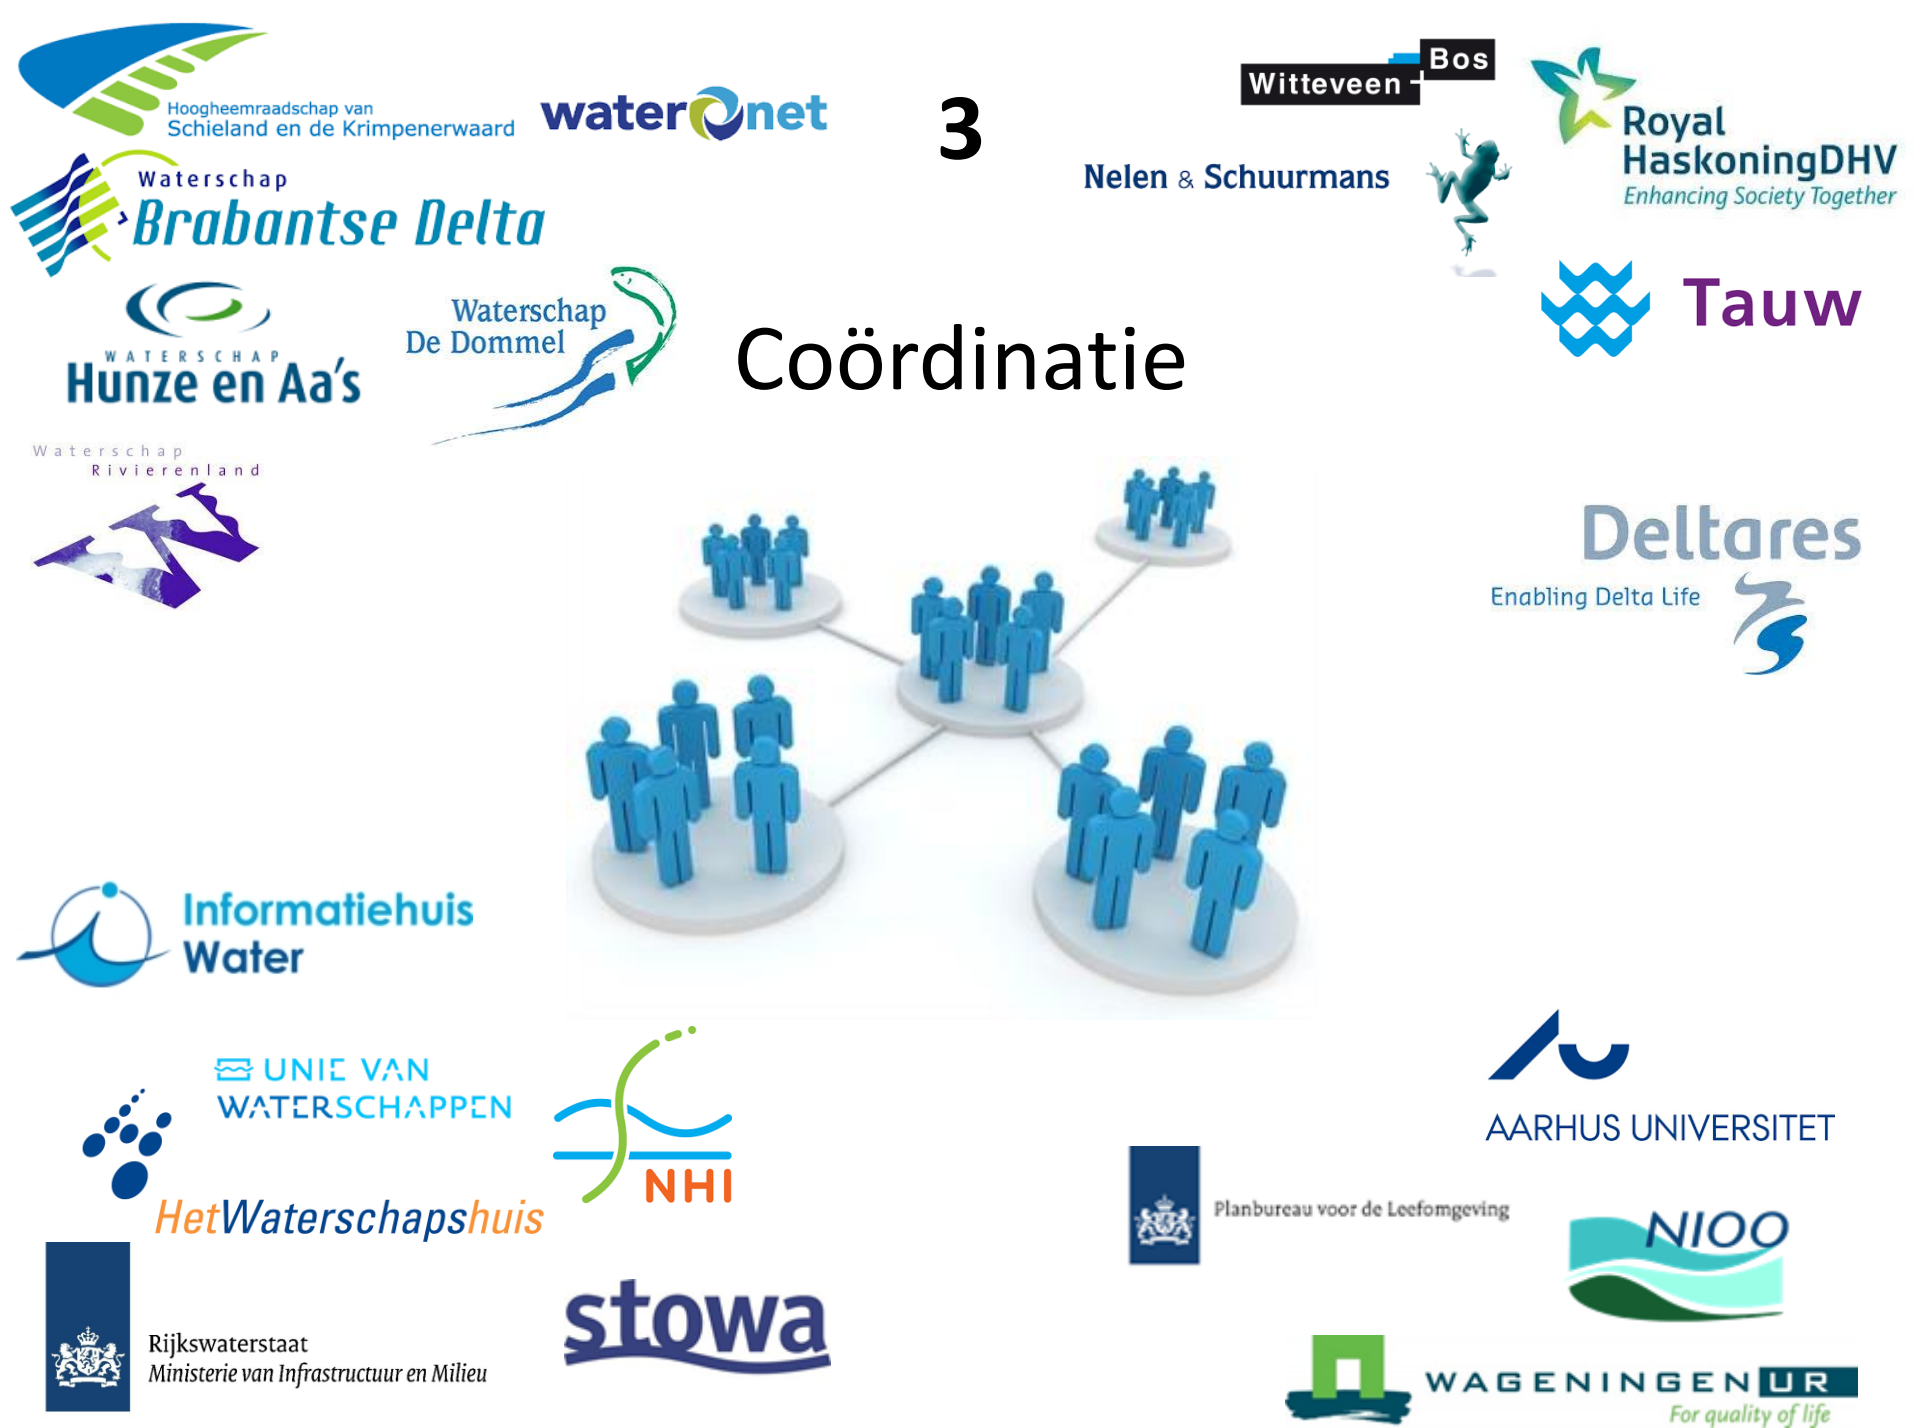 Hoogheemraadschap van
Schieland en de Krimpenerwaard
waternet
3
Witteveen + Bos
Royal
HaskoningDHV
Enhancing Society Together
Nelen & Schuurmans
Waterschap
Brabantse Delta
Waterschap
De Dommel
WATERSCHAP
Hunze en Aa's
Coördinatie
Tauw
Waterschap
Rivierenland
Deltares
Enabling Delta Life
Informatiehuis
Water
UNIE VAN
WATERSCHAPPEN
NHI
HetWaterschapshuis
AARHUS UNIVERSITET
Planbureau voor de Leefomgeving
NIOO
Rijkswaterstaat
Ministerie van Infrastructuur en Milieu
stowa
WAGENINGEN UR
For quality of life